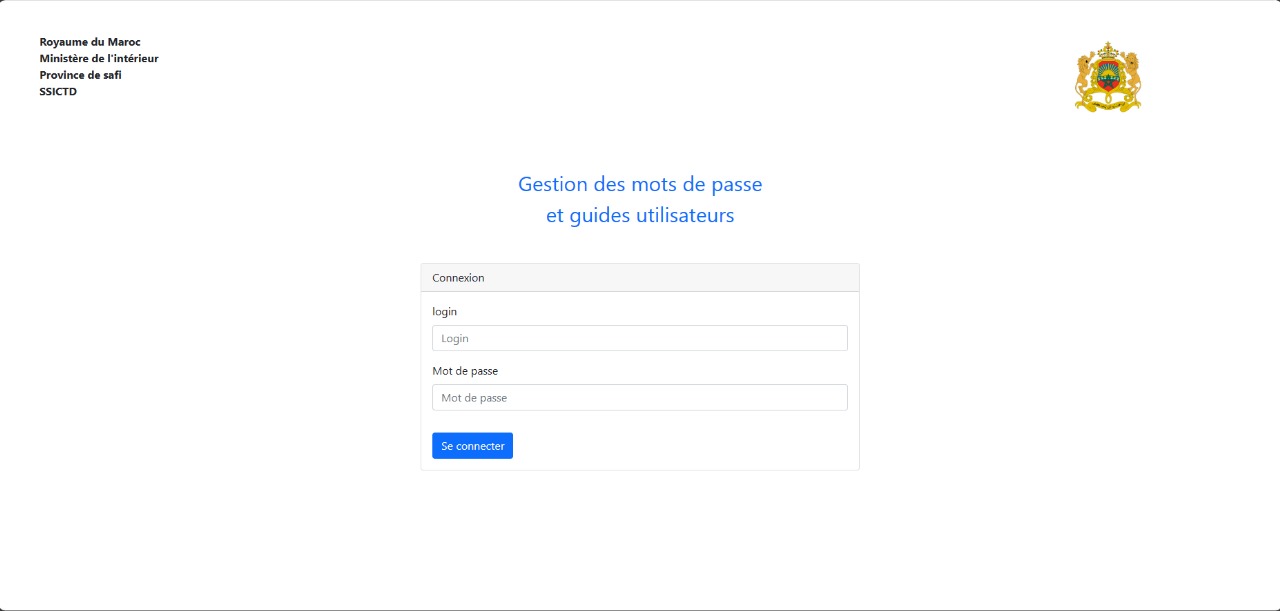 Royaume du Maroc
Ministère de l'intérieur
Province de safi
SSICTD
Gestion des mots de passe
et guides utilisateurs
Connexion
login
Login
Mot de passe
Mot de passe
Se connecter